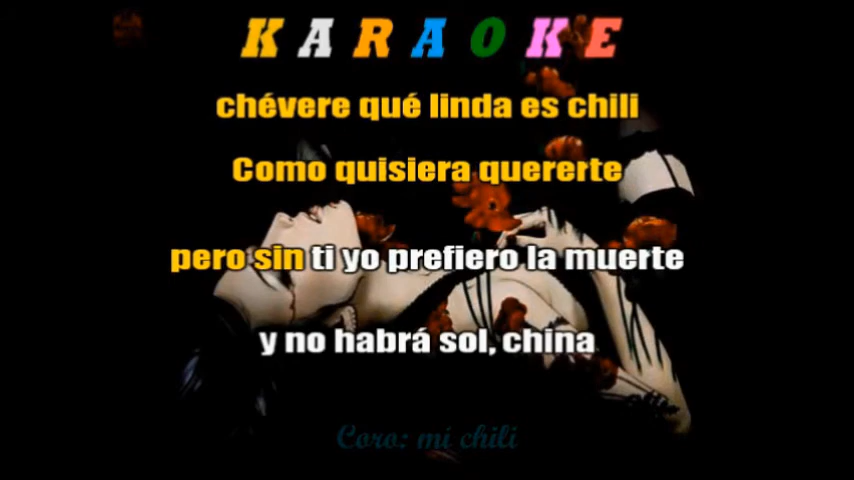 KARAOKE
chévere qué linda es chili
Como quisiera quererte
pero sin ti yo prefiero la muerte
y no habrá sol, china
Coro: mi chili